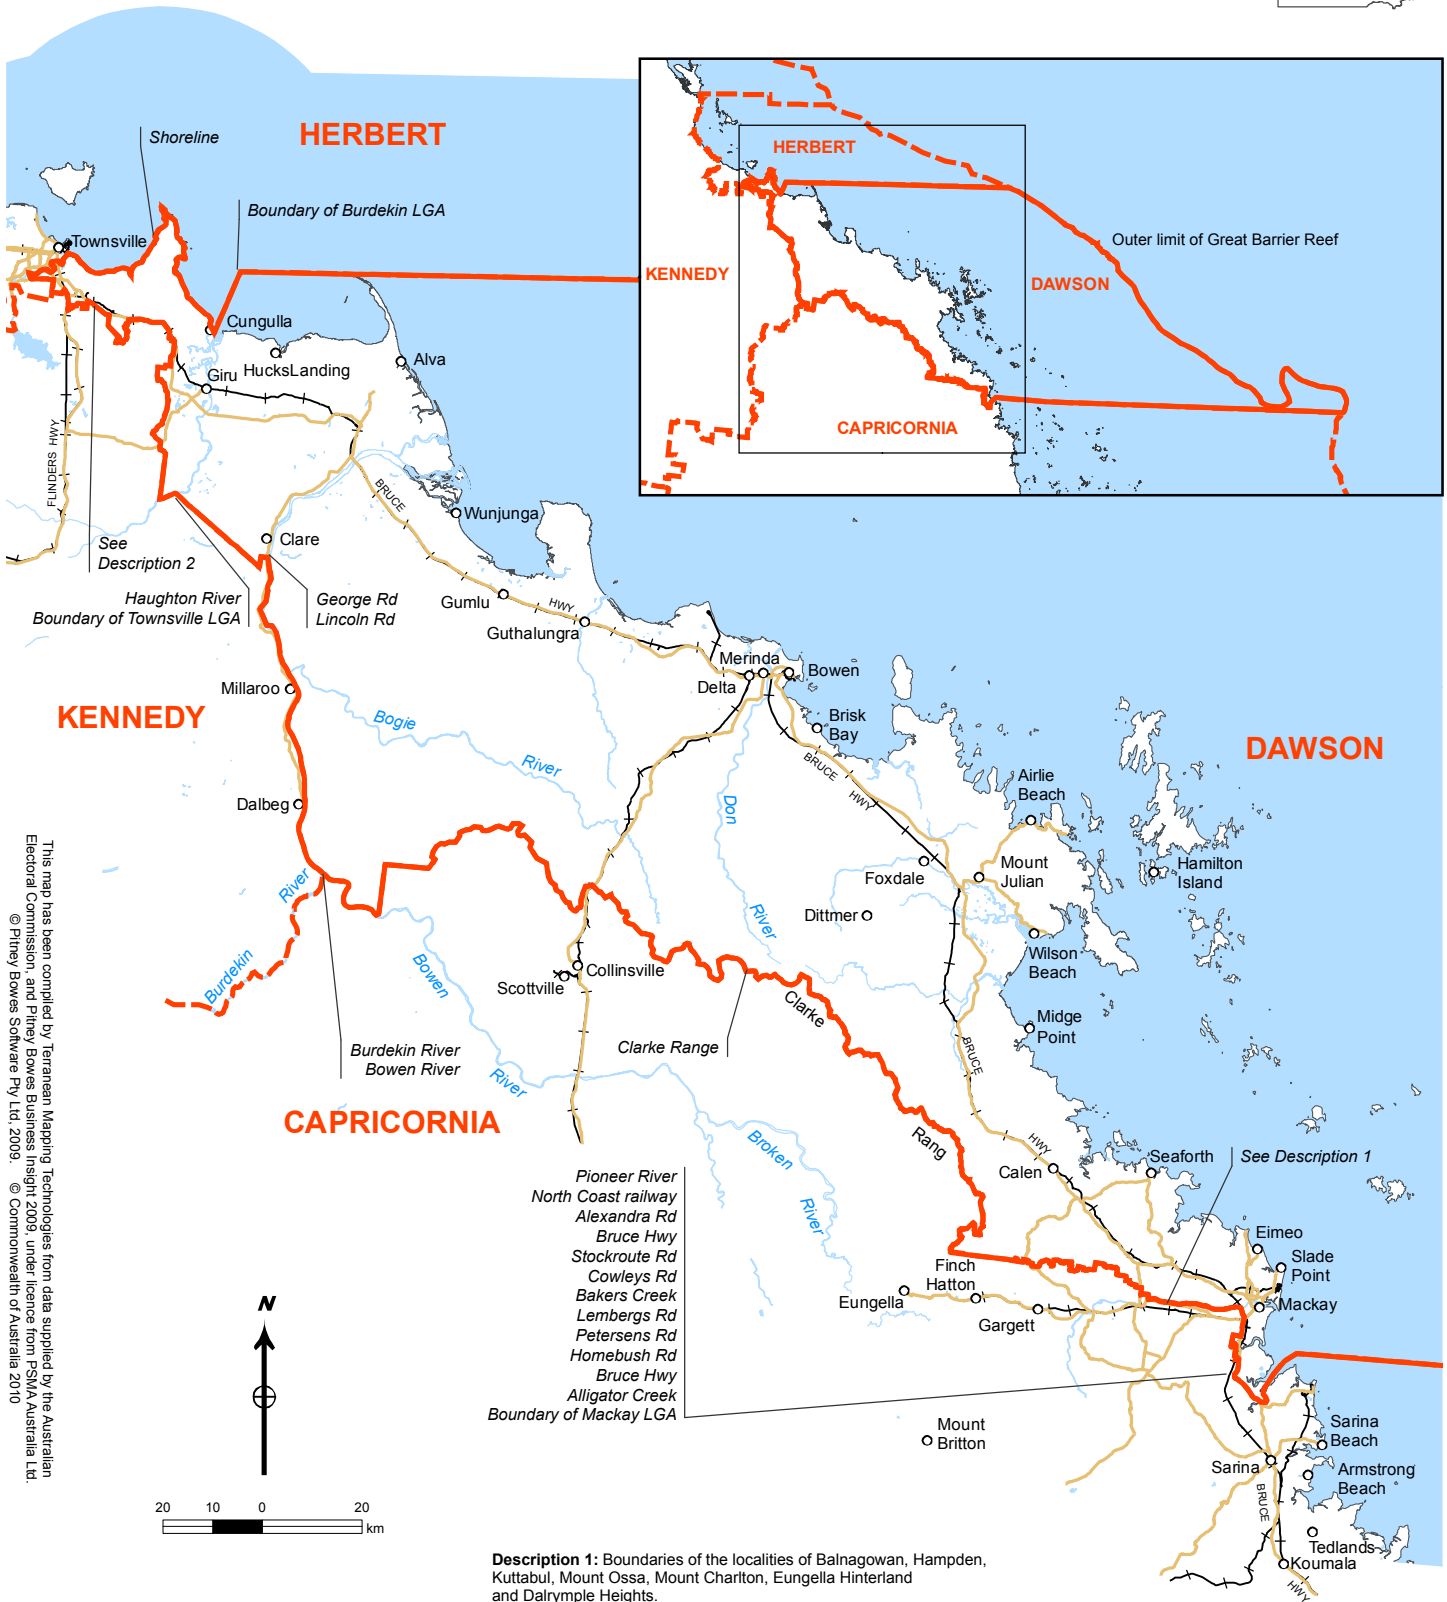 HERBERT
Shoreline
Boundary of Burdekin LGA
Townsville
Cungulla
HucksLanding
Alva
Giru
FLINDERS HWY
BRUCE
HWY
See
Description 2
Clare
Wunjunga
Haughton River
Boundary of Townsville LGA
George Rd
Lincoln Rd
Gumlu
Guthalungra
Merinda
Delta
Bowen
Millaroo
KENNEDY
Bogie
River
Brisk
Bay
BRUCE
HWY
DAWSON
Airlie
Beach
Dalbeg
Don
River
Foxdale
Mount
Julian
Hamilton
Island
Dittmer
River
Burdekin
Wilson
Beach
Collinsville
Scottville
Bowen
River
Clarke
Rang
Midge
Point
Burdekin River
Bowen River
Clarke Range
BRUCE
HWY
CAPRICORNIA
Broken
River
Calen
Seaforth
See Description 1
Pioneer River
North Coast railway
Alexandra Rd
Bruce Hwy
Stockroute Rd
Cowleys Rd
Bakers Creek
Lembergs Rd
Petersens Rd
Homebush Rd
Bruce Hwy
Alligator Creek
Boundary of Mackay LGA
Eimeo
Slade
Point
Finch
Hatton
Eungella
Gargett
Mackay
Mount
Britton
Sarina
Beach
Sarina
Armstrong
Beach
BRUCE
HWY
Tedlands
Koumala
HERBERT
KENNEDY
DAWSON
CAPRICORNIA
Outer limit of Great Barrier Reef
N
20 10 0 20
km
This map has been compiled by Terranean Mapping Technologies from data supplied by the Australian
Electoral Commission, and Pitney Bowes Business Insight 2009, under licence from PSMA Australia Ltd.
© Pitney Bowes Software Pty Ltd, 2009. © Commonwealth of Australia 2010
Description 1: Boundaries of the localities of Balnagowan, Hampden,
Kuttabul, Mount Ossa, Mount Charlton, Eungella Hinterland
and Dalrymple Heights.